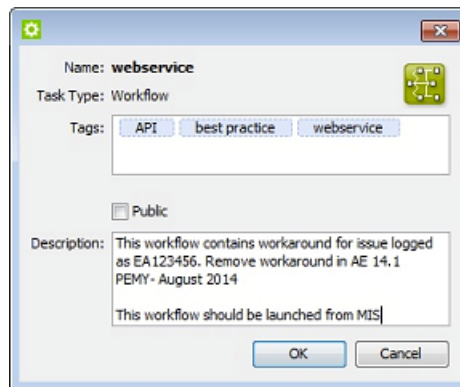 Name: webservice
Task Type: Workflow
Tags: API best practice webservice
Public
Description: This workflow contains workaround for issue logged
as EA123456. Remove workaround in AE 14.1
PEMY- August 2014
This workflow should be launched from MIS
OK Cancel